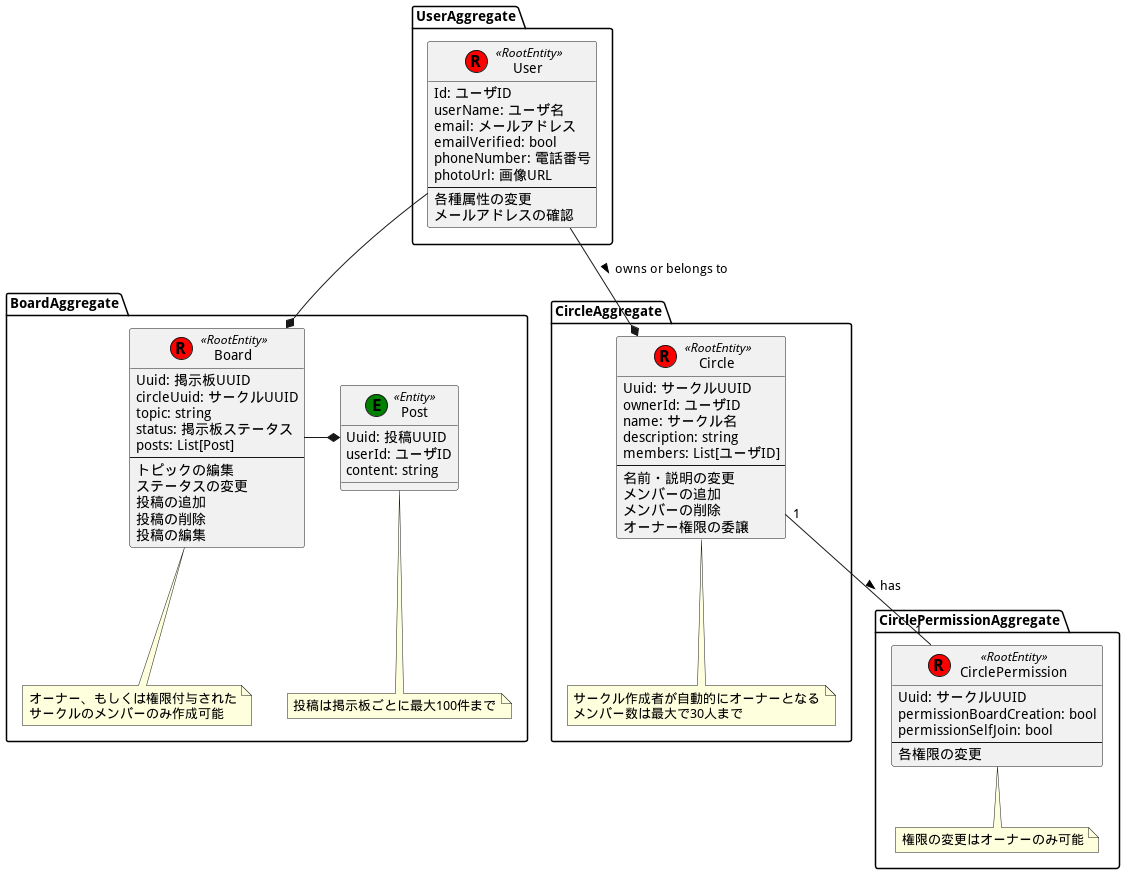 UserAggregate
R
«RootEntity»
User
Id: ユーザID
userName: ユーザ名
email: メールアドレス
emailVerified: bool
phoneNumber: 電話番号
photoUrl: 画像URL
各種属性の変更
メールアドレスの確認
owns or belongs to
BoardAggregate
R
«RootEntity»
Board
Uuid: 掲示板UUID
circleUuid: サークルUUID
topic: string
status: 掲示板ステータス
posts: List[Post]
トピックの編集
ステータスの変更
投稿の追加
投稿の削除
投稿の編集
E
«Entity»
Post
Uuid: 投稿UUID
userId: ユーザID
content: string
オーナー、もしくは権限付与された
サークルのメンバーのみ作成可能
投稿は掲示板ごとに最大100件まで
CircleAggregate
R
«RootEntity»
Circle
Uuid: サークルUUID
ownerId: ユーザID
name: サークル名
description: string
members: List[ユーザID]
名前・説明の変更
メンバーの追加
メンバーの削除
オーナー権限の委譲
1
has
サークル作成者が自動的にオーナーとなる
メンバー数は最大で30人まで
CirclePermissionAggregate
R
«RootEntity»
CirclePermission
Uuid: サークルUUID
permissionBoardCreation: bool
permissionSelfJoin: bool
各権限の変更
権限の変更はオーナーのみ可能